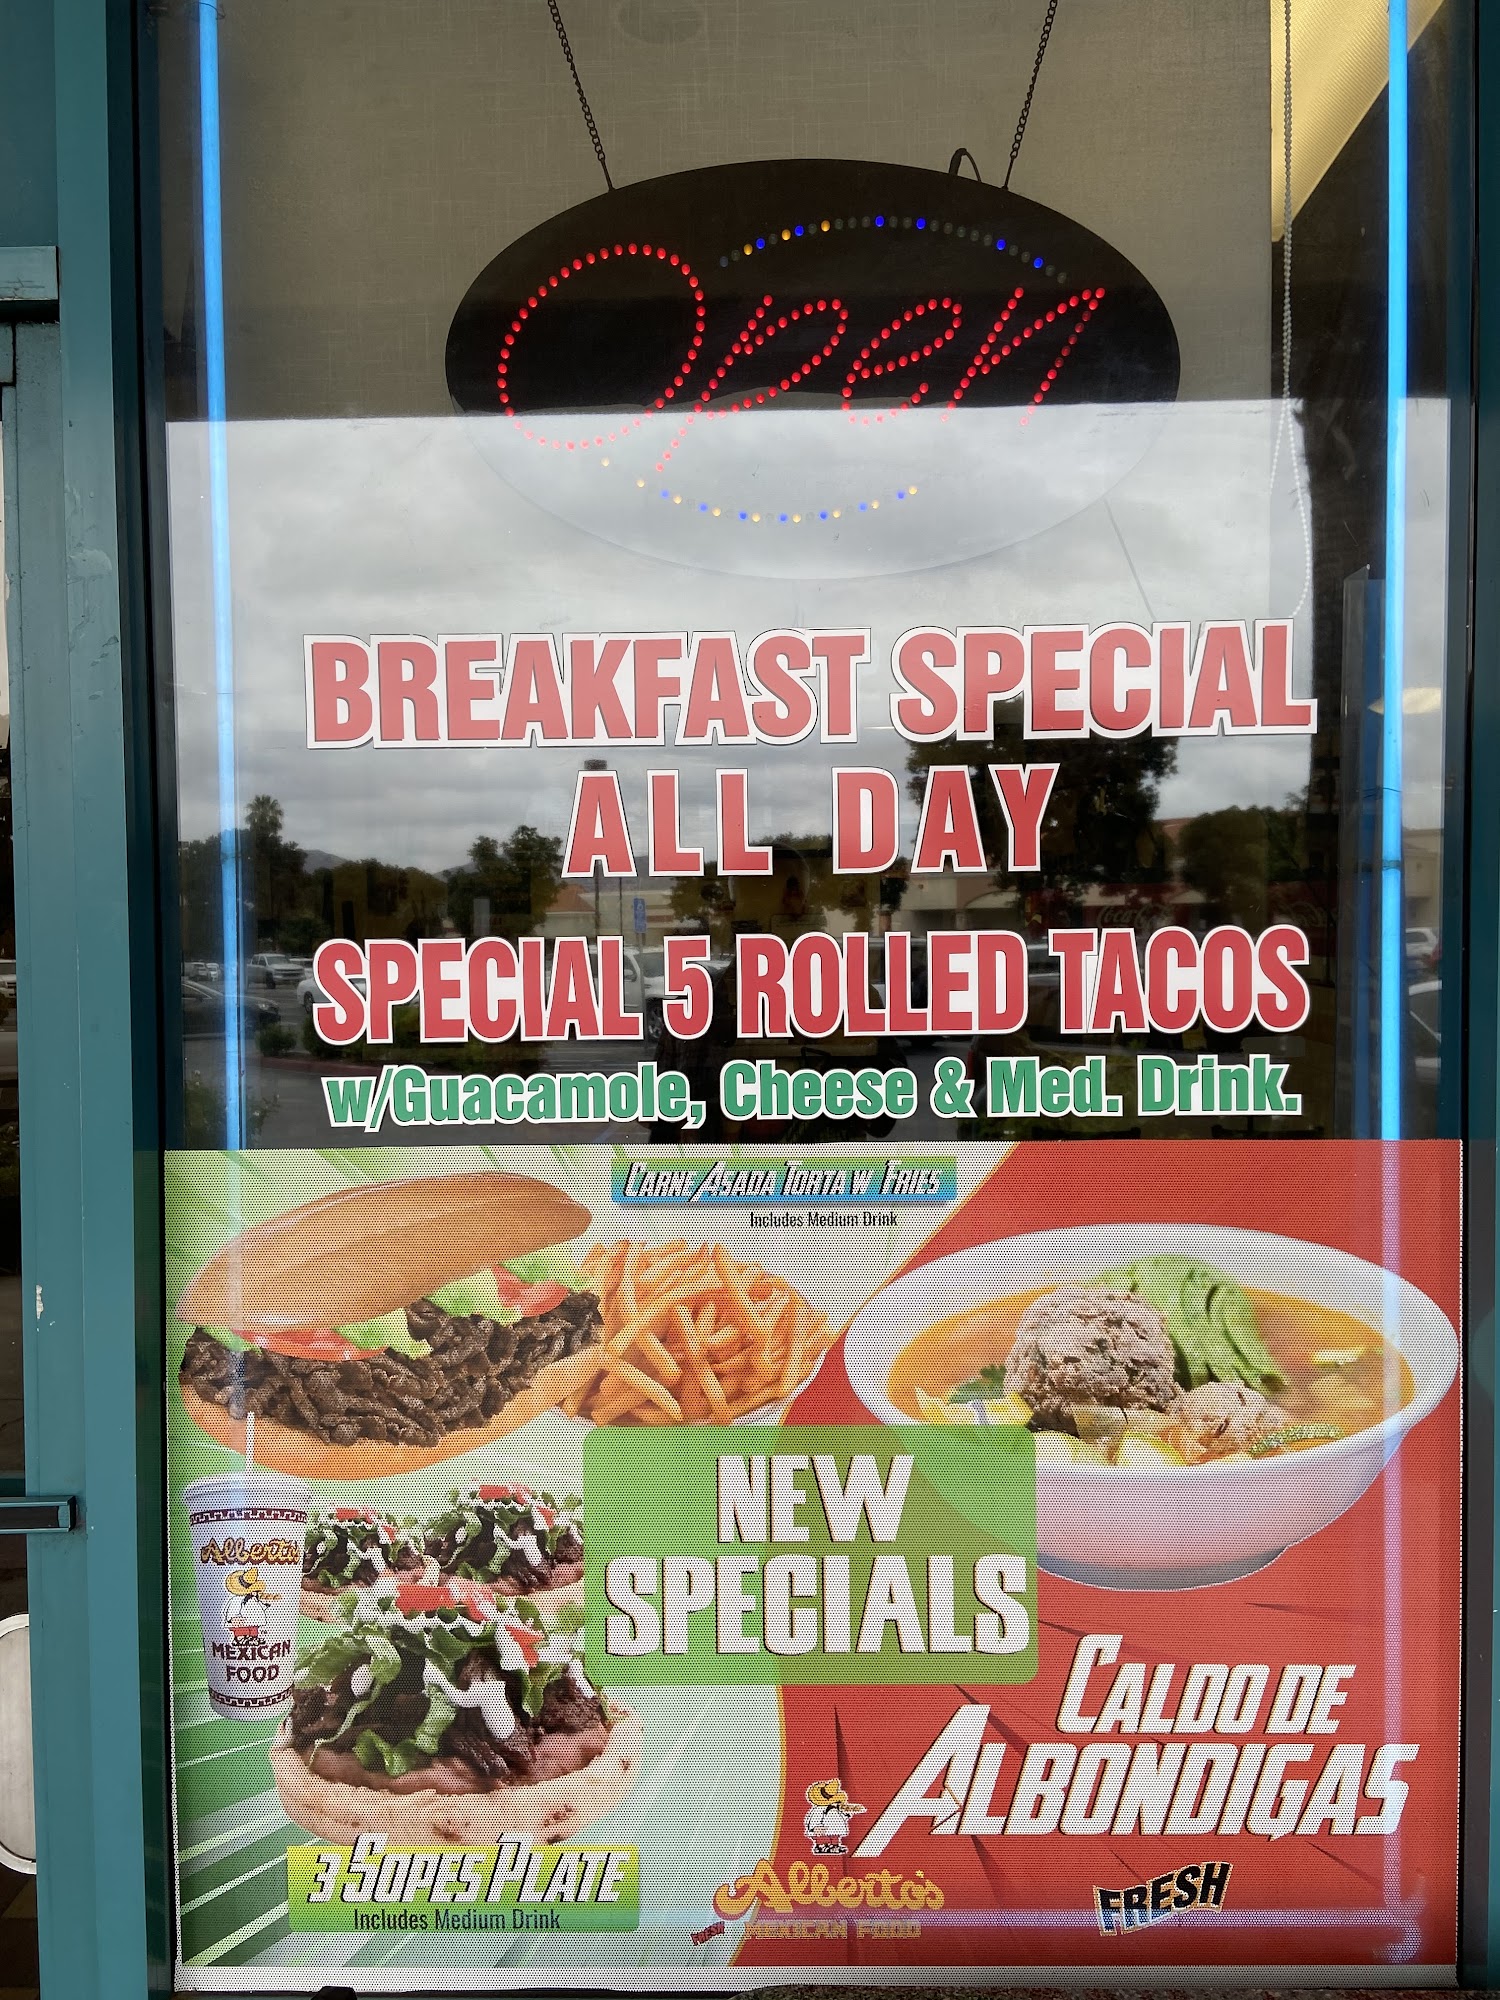 Open
BREAKFAST SPECIAL
ALL DAY
SPECIAL 5 ROLLED TACOS
w/Guacamole, Cheese & Med. Drink.
CARNE ASADA TORTA W FRIES
Includes Medium Drink
NEW
SPECIALS
Alberto's
MEXICAN
FOOD
CALDO DE
ALBONDIGAS
3 SOPES PLATE
Includes Medium Drink
Alberto's
FRESH MEXICAN FOOD
FRESH